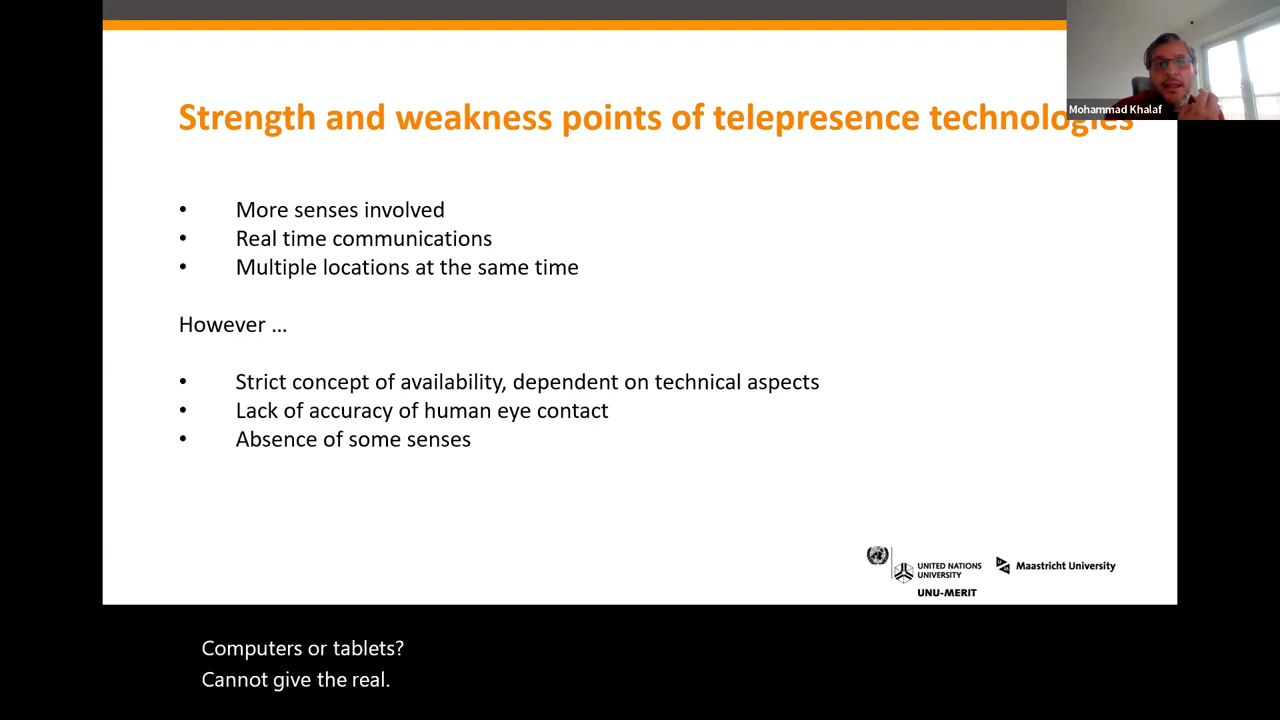 Mohammad Khalaf
Strength and weakness points of telepresence technologies
• More senses involved
• Real time communications
• Multiple locations at the same time
However ...
• Strict concept of availability, dependent on technical aspects
• Lack of accuracy of human eye contact
• Absence of some senses
UNITED NATIONS
UNIVERSITY
UNU-MERIT
Maastricht University
Computers or tablets?
Cannot give the real.